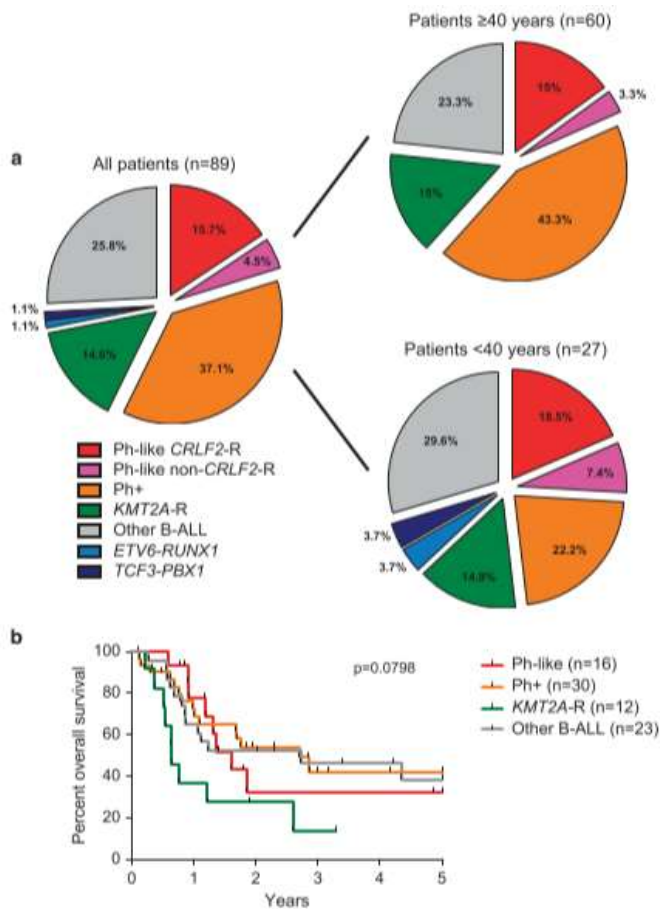 Patients ≥40 years (n=60)
15%
3.3%
43.3%
15%
23.3%
a
All patients (n=89)
15.7%
4.5%
37.1%
14.6%
1.1%
1.1%
25.8%
Patients <40 years (n=27)
18.5%
7.4%
22.2%
14.8%
3.7%
3.7%
29.6%
Ph-like CRLF2-R
Ph-like non-CRLF2-R
Ph+
KMT2A-R
Other B-ALL
ETV6-RUNX1
TCF3-PBX1
b
Percent overall survival
100
80
60
40
20
0
0 1 2 3 4 5
Years
p=0.0798
Ph-like (n=16)
Ph+ (n=30)
KMT2A-R (n=12)
Other B-ALL (n=23)